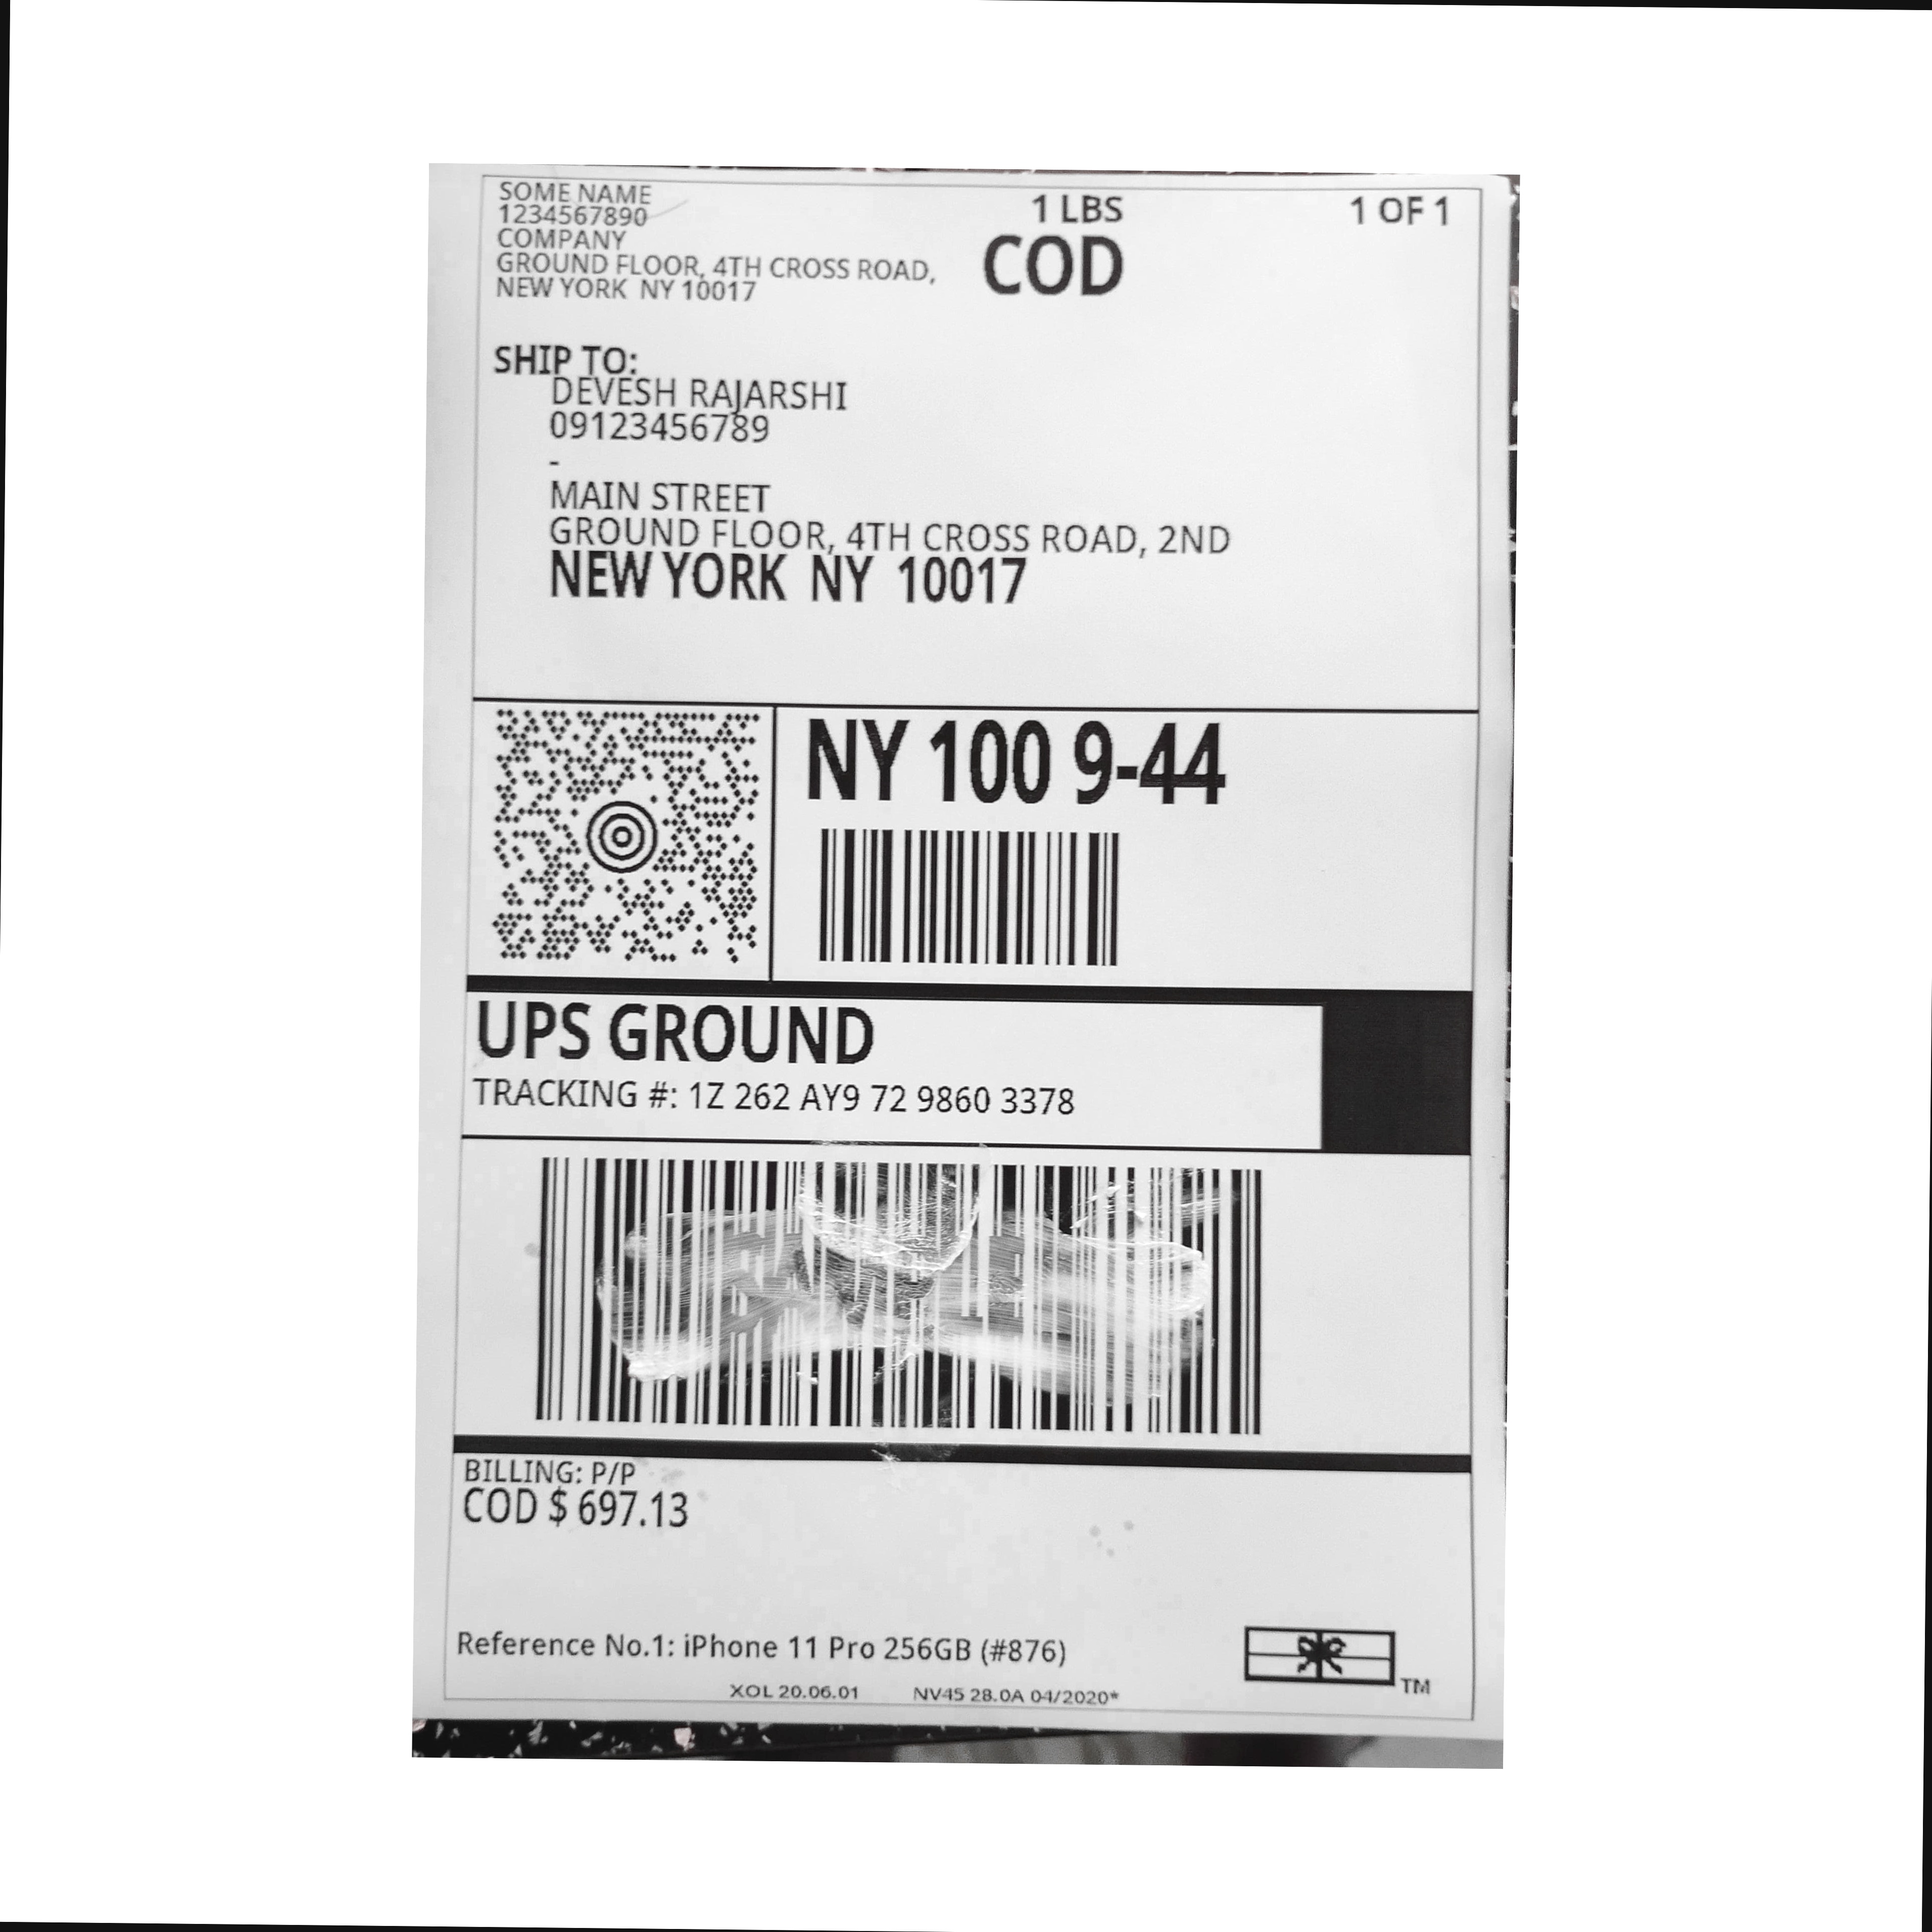 SOME NAME
1234567890
COMPANY
GROUND FLOOR, 4TH CROSS ROAD,
NEW YORK NY 10017
1 LBS
1 OF 1
COD
SHIP TO:
DEVESH RAJARSHI
09123456789
-
MAIN STREET
GROUND FLOOR, 4TH CROSS ROAD, 2ND
NEW YORK NY 10017
NY 100 9-44
UPS GROUND
TRACKING #: 1Z 262 AY9 72 9860 3378
BILLING: P/P
COD $ 697.13
Reference No.1: iPhone 11 Pro 256GB (#876)
TM
XOL 20.06.01 NV45 28.0A 04/2020*